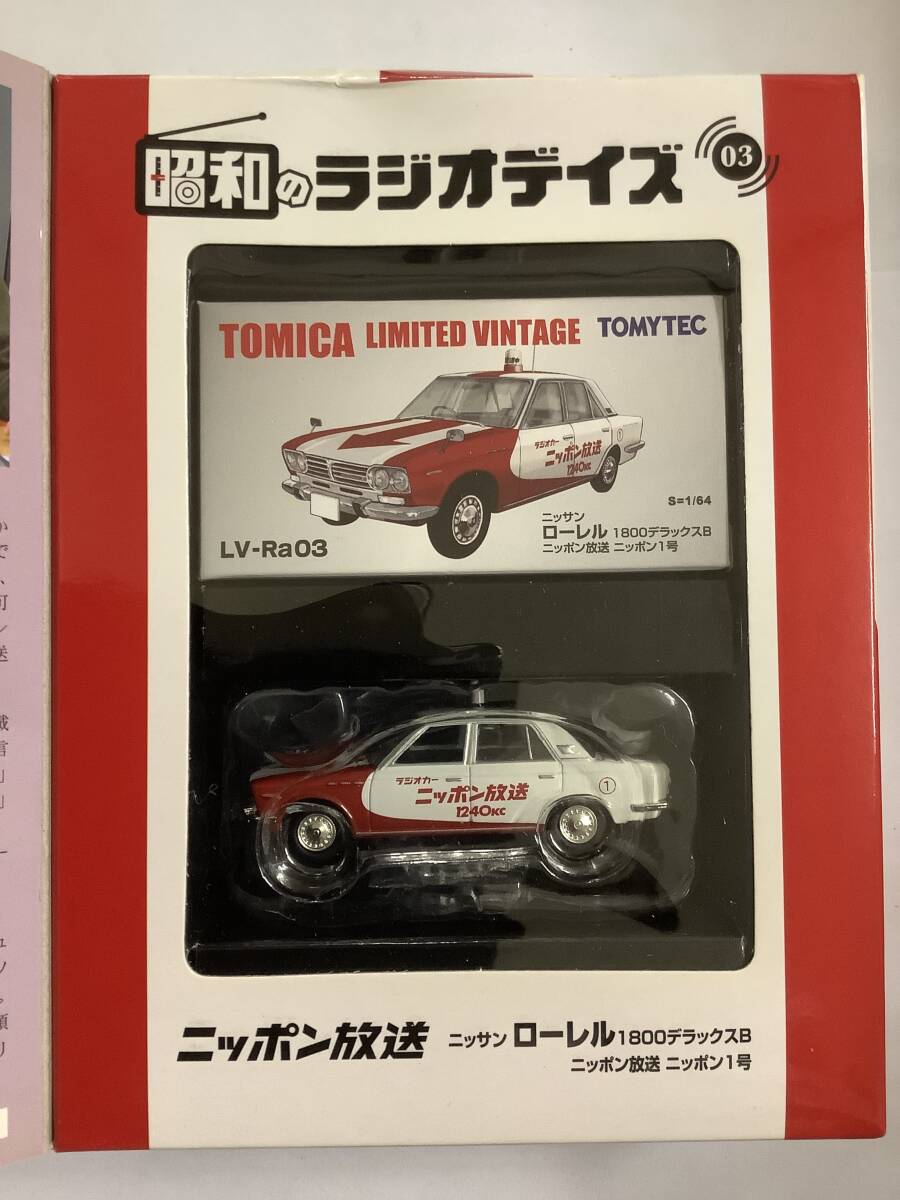 昭和のラジオデイズ 03
TOMICA LIMITED VINTAGE TOMYTEC
ラジオカー
ニッポン放送
1240KC
1
S=1/64
ニッサン
ローレル 1800デラックスB
ニッポン放送 ニッポン1号
LV-Ra03
ラジオカー
ニッポン放送
1240KC
1
ニッポン放送 ニッサン ローレル 1800デラックスB
ニッポン放送 ニッポン1号